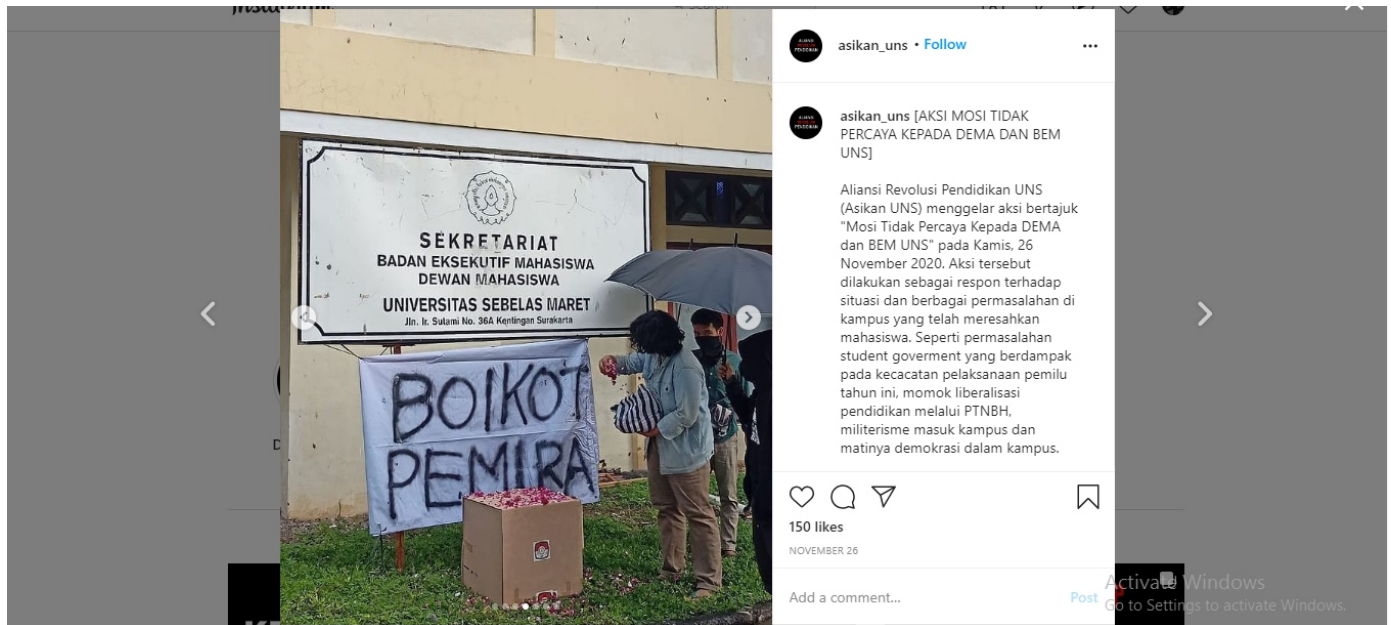 SEKRETARIAT
BADAN EKSEKUTIF MAHASISWA
DEWAN MAHASISWA
UNIVERSITAS SEBELAS MARET
Jln. Ir. Sutami No. 36A Kentingan Surakarta
BOIKOT
PEMIRA
asikan_uns • Follow
asikan_uns [AKSI MOSI TIDAK
PERCAYA KEPADA DEMA DAN BEM
UNS]
Aliansi Revolusi Pendidikan UNS
(Asikan UNS) menggelar aksi bertajuk
"Mosi Tidak Percaya Kepada DEMA
dan BEM UNS" pada Kamis, 26
November 2020. Aksi tersebut
dilakukan sebagai respon terhadap
situasi dan berbagai permasalahan di
kampus yang telah meresahkan
mahasiswa. Seperti permasalahan
student goverment yang berdampak
pada kecacatan pelaksanaan pemilu
tahun ini, momok liberalisasi
pendidikan melalui PTNBH,
militerisme masuk kampus dan
matinya demokrasi dalam kampus.
150 likes
NOVEMBER 26
Add a comment...
Post
Activate Windows
Go to Settings to activate Windows.